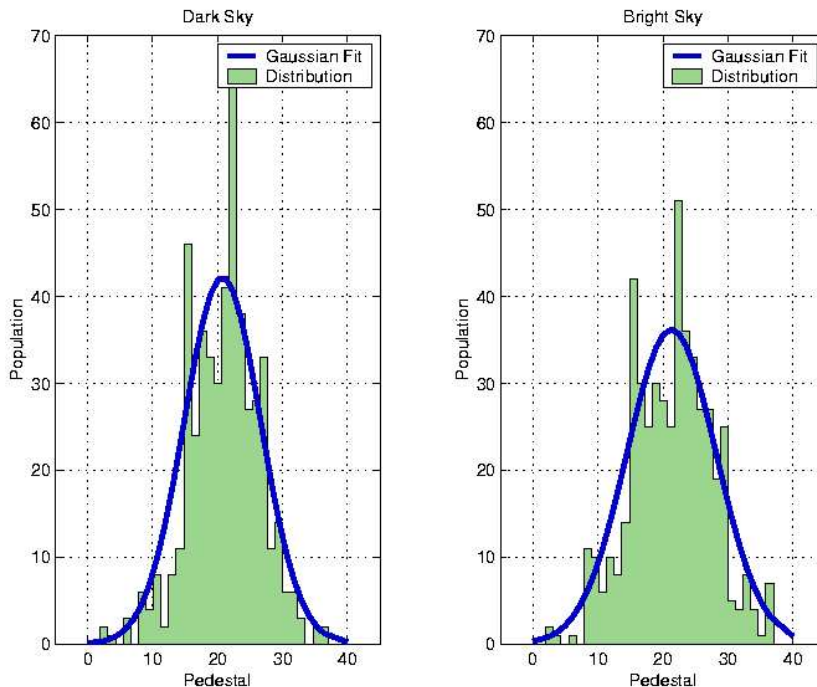 Dark Sky
70
60
50
40
30
20
10
0
Population
Gaussian Fit
Distribution
0 10 20 30 40
Pedestal
Bright Sky
70
60
50
40
30
20
10
0
Population
Gaussian Fit
Distribution
0 10 20 30 40
Pedestal